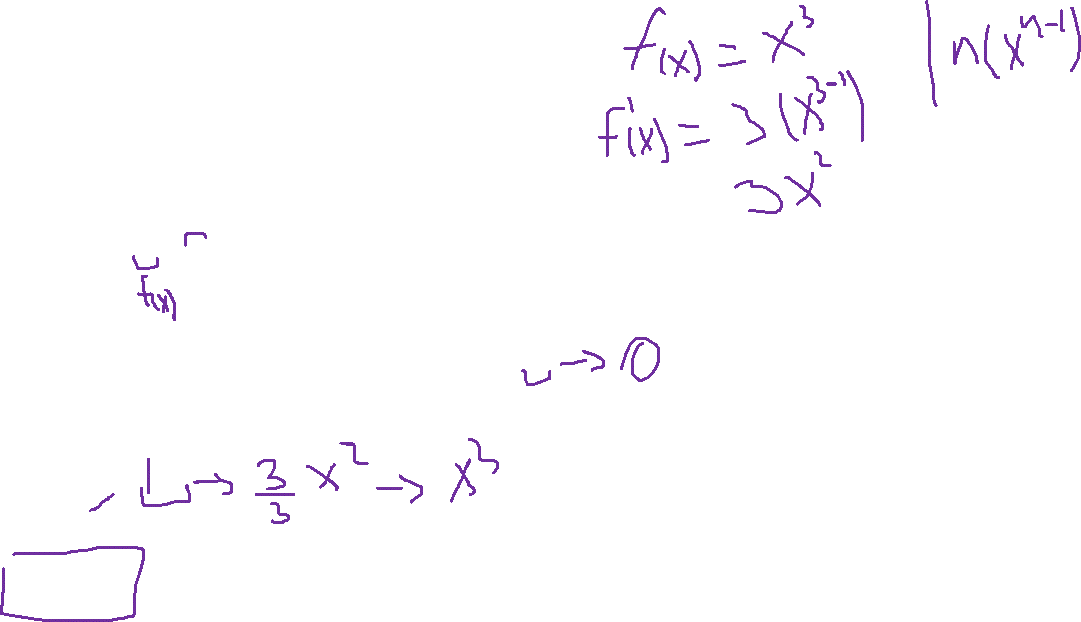 f(x) = x³ | n(xⁿ⁻¹)
f'(x) = 3(x³⁻¹)
3x²
f(x)
→ 0
→ 3/3 x² → x³